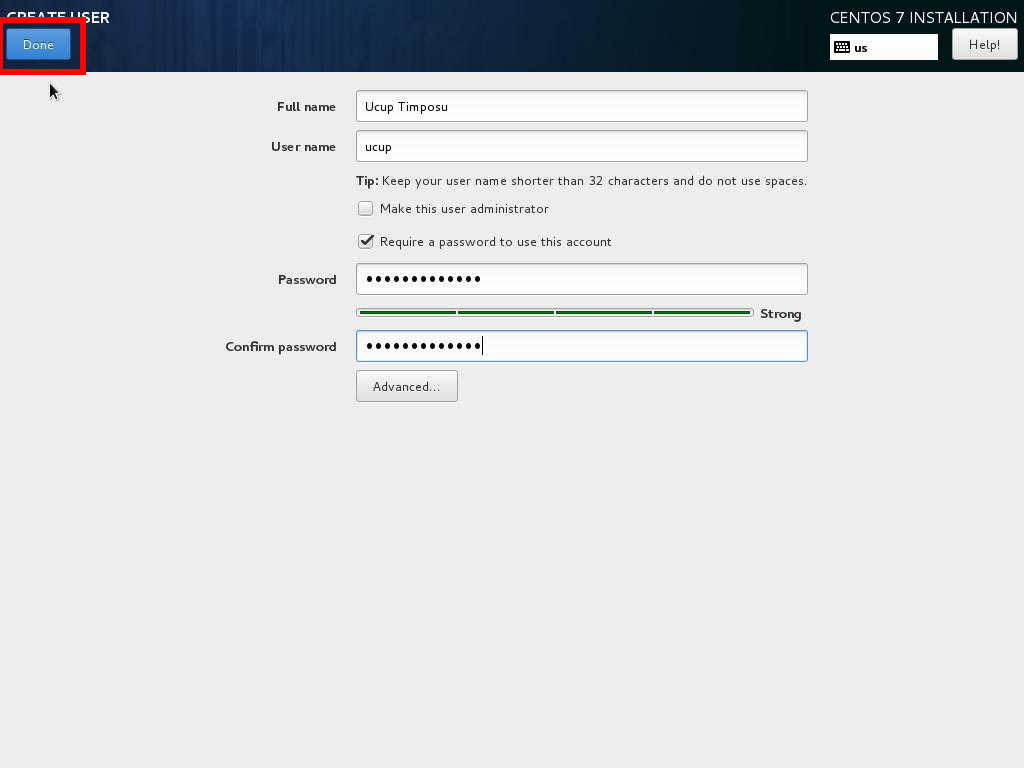 CREATE USER
CENTOS 7 INSTALLATION
Done
us
Help!
Full name
Ucup Timposu
User name
ucup
Tip: Keep your user name shorter than 32 characters and do not use spaces.
Make this user administrator
Require a password to use this account
Password
•••••••••••••
Strong
Confirm password
•••••••••••••
Advanced...